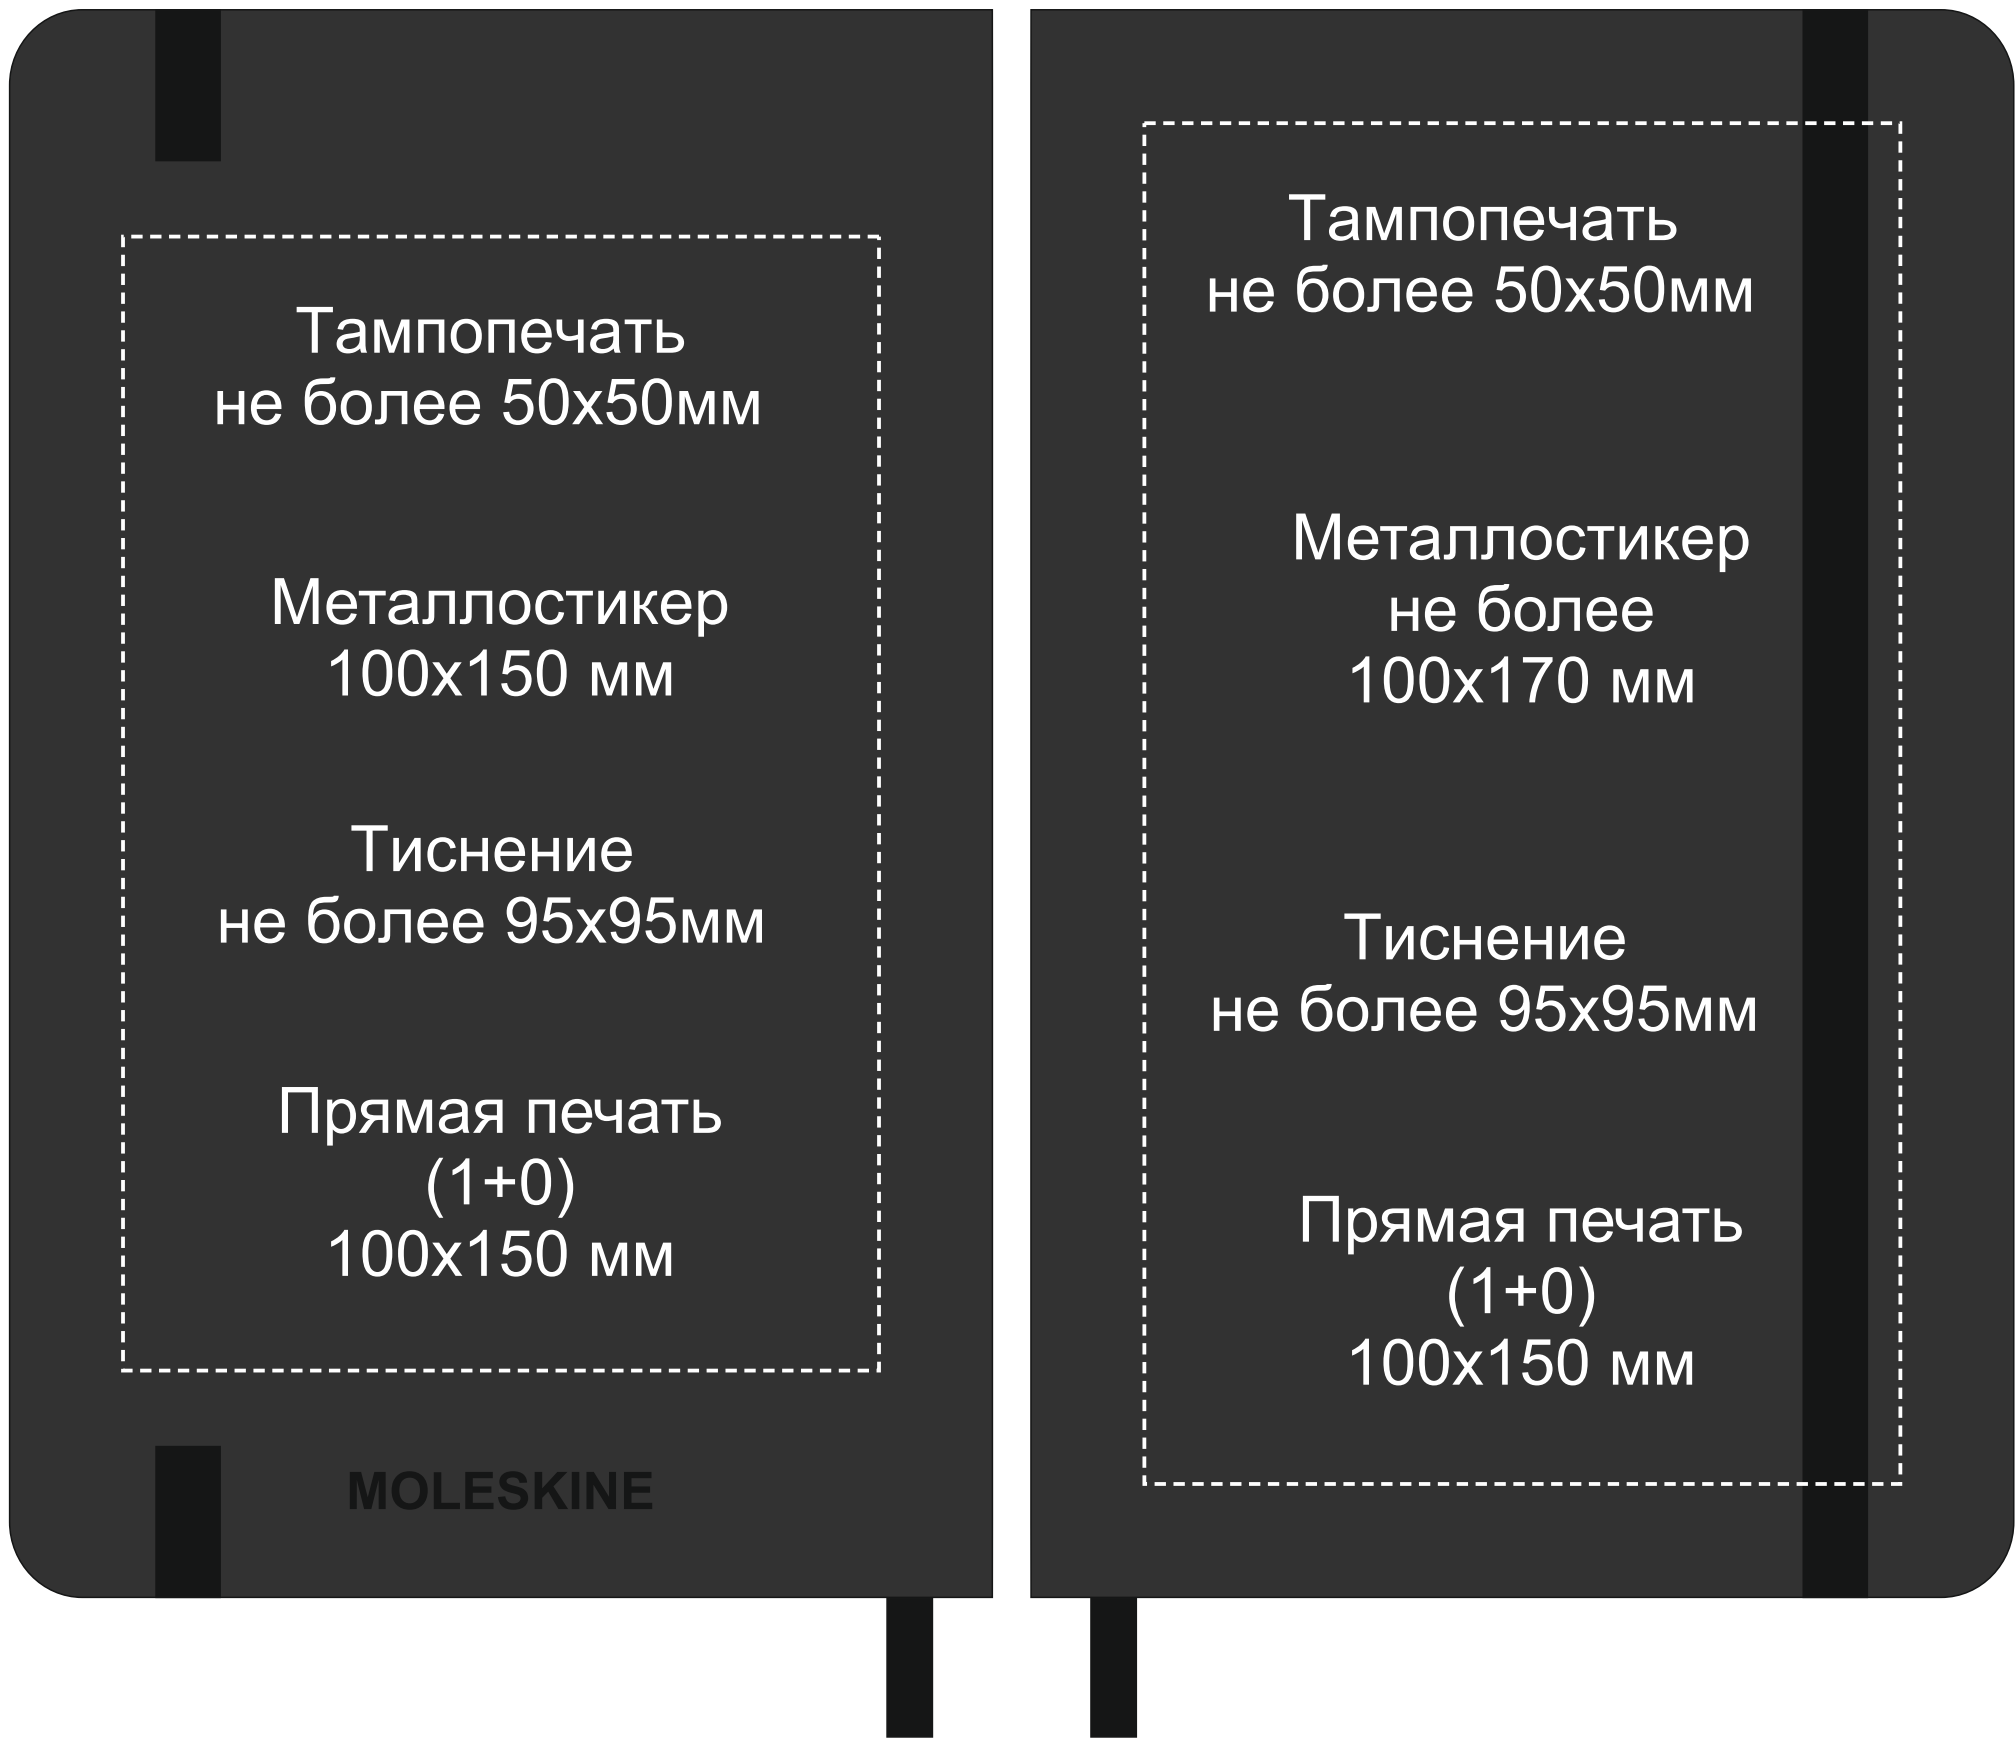 Тампопечать
не более 50х50мм
Металлостикер
100х150 мм
Тиснение
не более 95х95мм
Прямая печать
(1+0)
100х150 мм
MOLESKINE
Тампопечать
не более 50х50мм
Металлостикер
не более
100х170 мм
Тиснение
не более 95х95мм
Прямая печать
(1+0)
100х150 мм